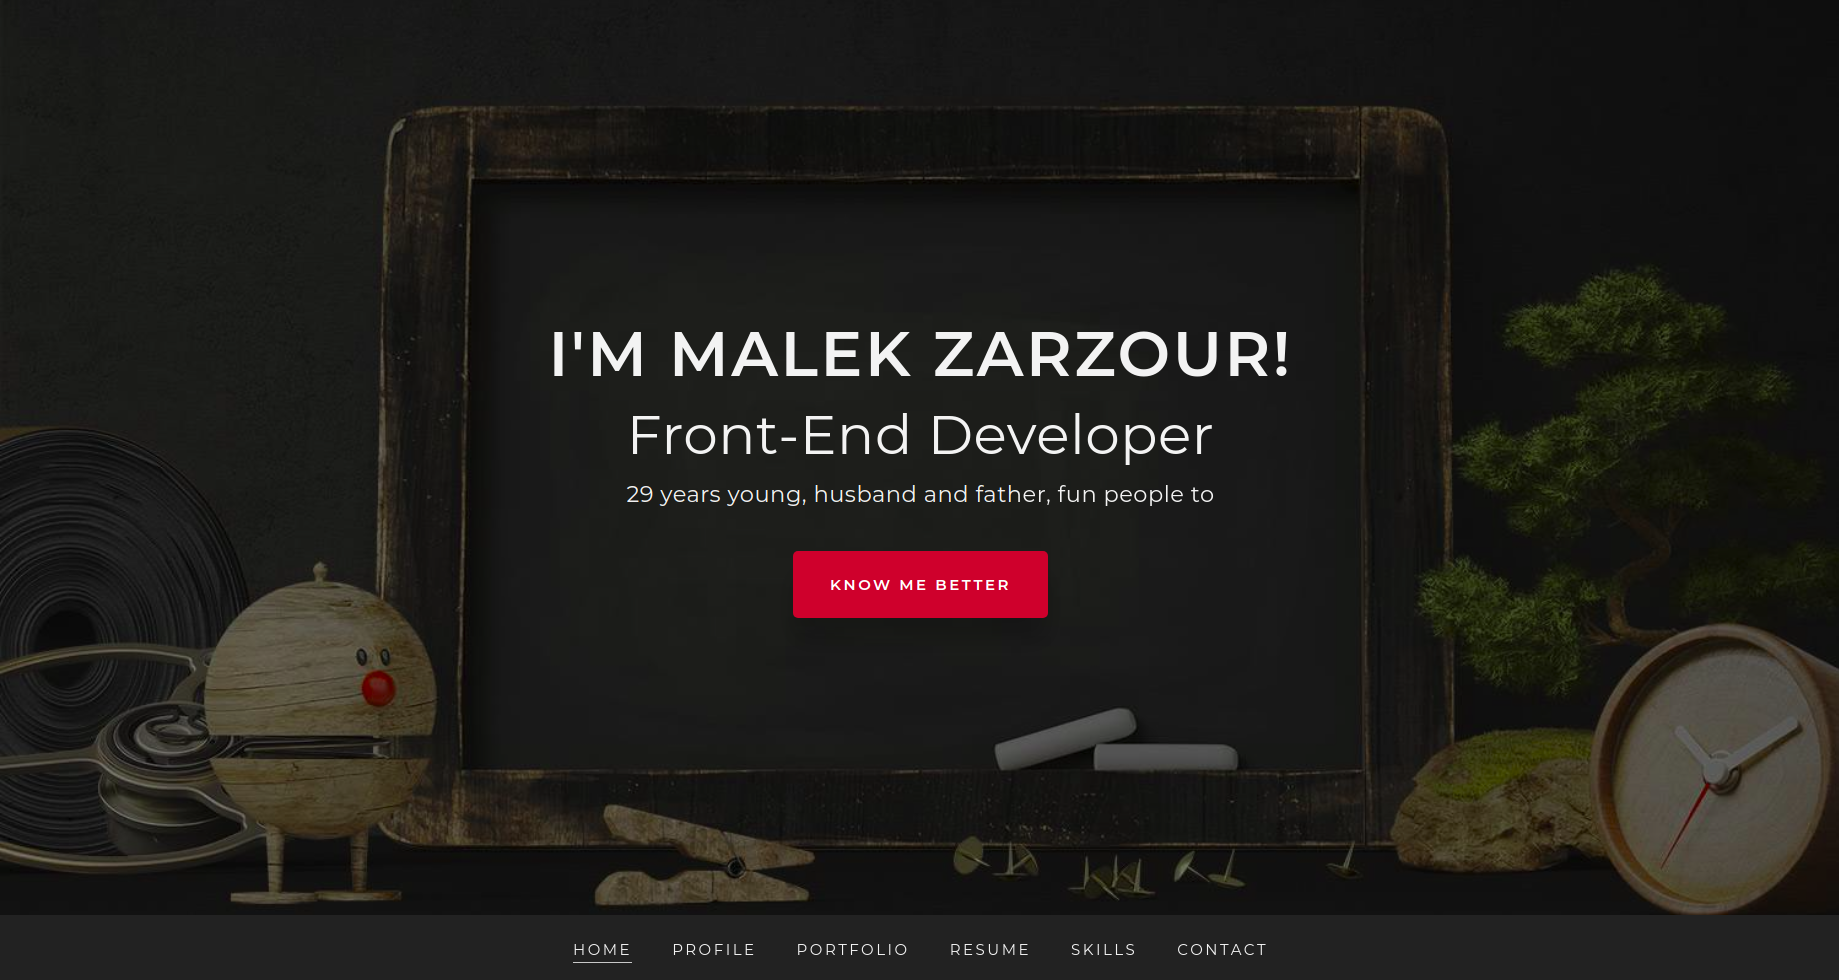 I'M MALEK ZARZOUR!
Front-End Developer
29 years young, husband and father, fun people to
KNOW ME BETTER
HOME PROFILE PORTFOLIO RESUME SKILLS CONTACT